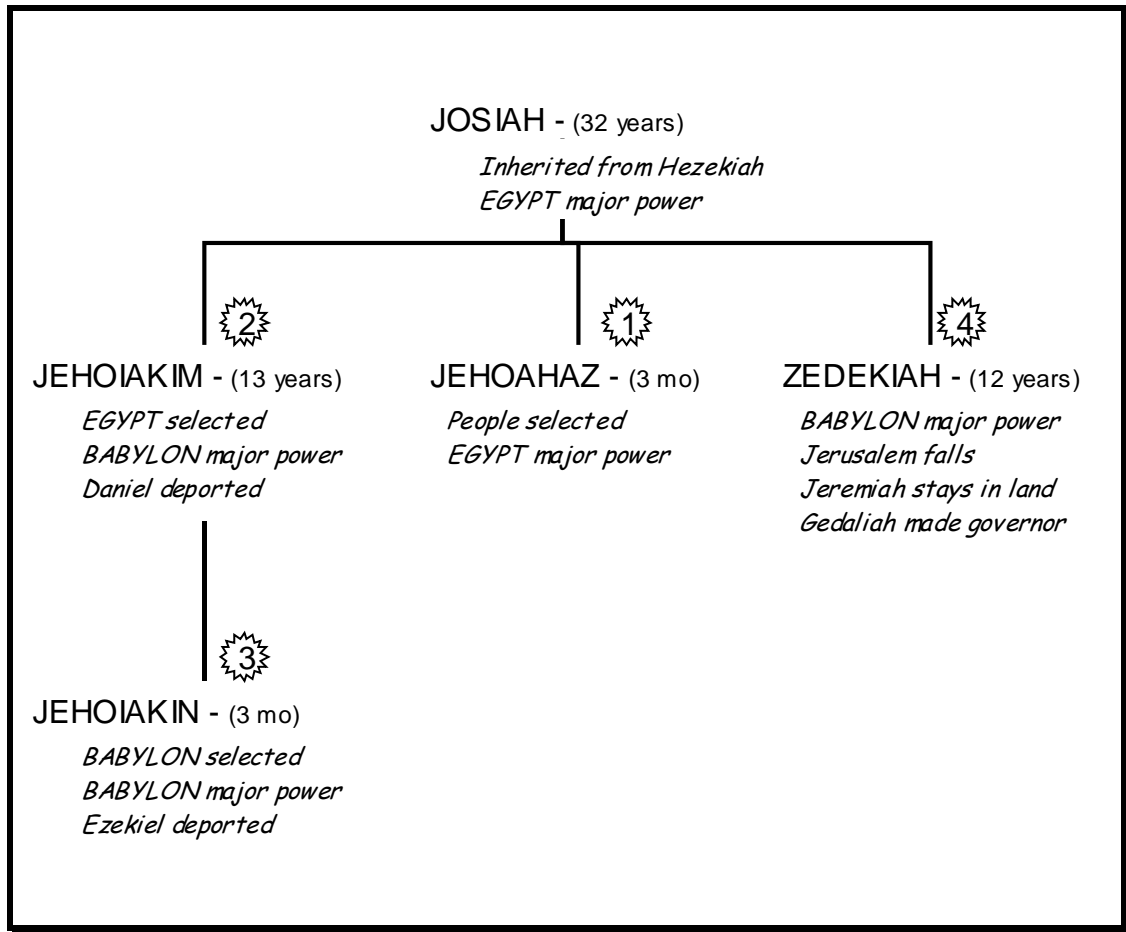 JOSIAH - (32 years)
Inherited from Hezekiah
EGYPT major power
2
JEHOIAKIM - (13 years)
EGYPT selected
BABYLON major power
Daniel deported
1
JEHOAHAZ - (3 mo)
People selected
EGYPT major power
4
ZEDEKIAH - (12 years)
BABYLON major power
Jerusalem falls
Jeremiah stays in land
Gedaliah made governor
3
JEHOIAKIN - (3 mo)
BABYLON selected
BABYLON major power
Ezekiel deported